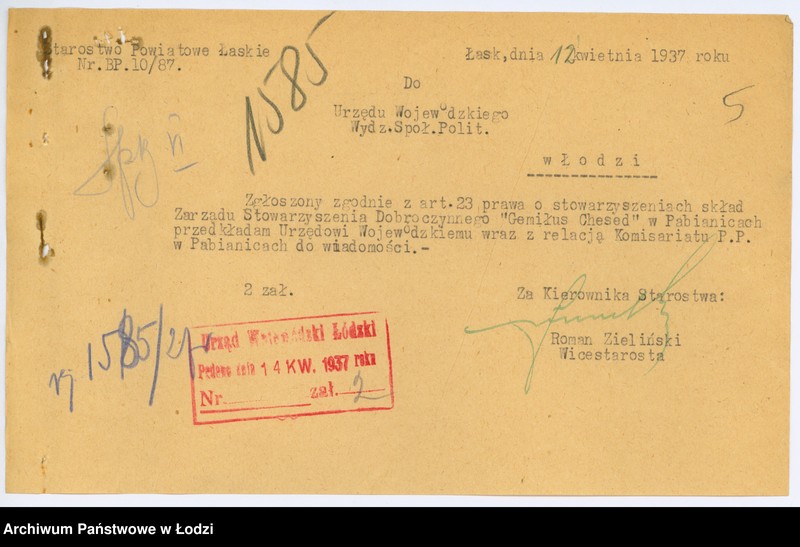 Starostwo Powiatowe Łaskie
Nr.BP.10/87.
Łask,dnia 12 kwietnia 1937 roku
1585
5
Do
Urzędu Wojewódzkiego
Wydz.Społ.Polit.
w Łodzi
Zgłoszony zgodnie z art.23 prawa o stowarzyszeniach skład
Zarządu Stowarzyszenia Dobroczynnego "Gemiłus Chesed" w Pabianicach
przedkładam Urzędowi Wojewódzkiemu wraz z relacją Komisariatu P.P.
w Pabianicach do wiadomości.-
2 zał.
Za Kierownika Starostwa:
Roman Zieliński
Wicestarosta
1585/21
Urząd Wojewódzki Łódzki
Podano dnia 14 KW. 1937 roku
Nr. zał. 2
Archiwum Państwowe w Łodzi